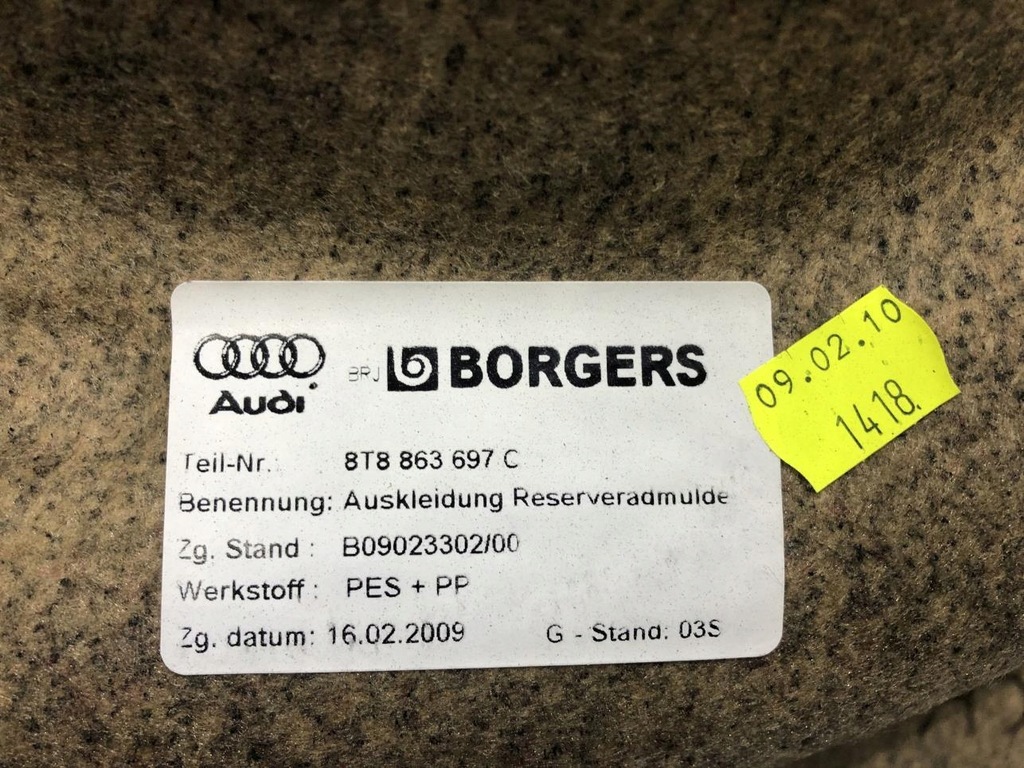 Audi
BRJ BORGERS
Teil-Nr.: 8T8 863 697 C
Benennung: Auskleidung Reserveradmulde
Zg. Stand : B09023302/00
Werkstoff : PES + PP
Zg. datum: 16.02.2009 G - Stand: 03S
09.02.10
1418.